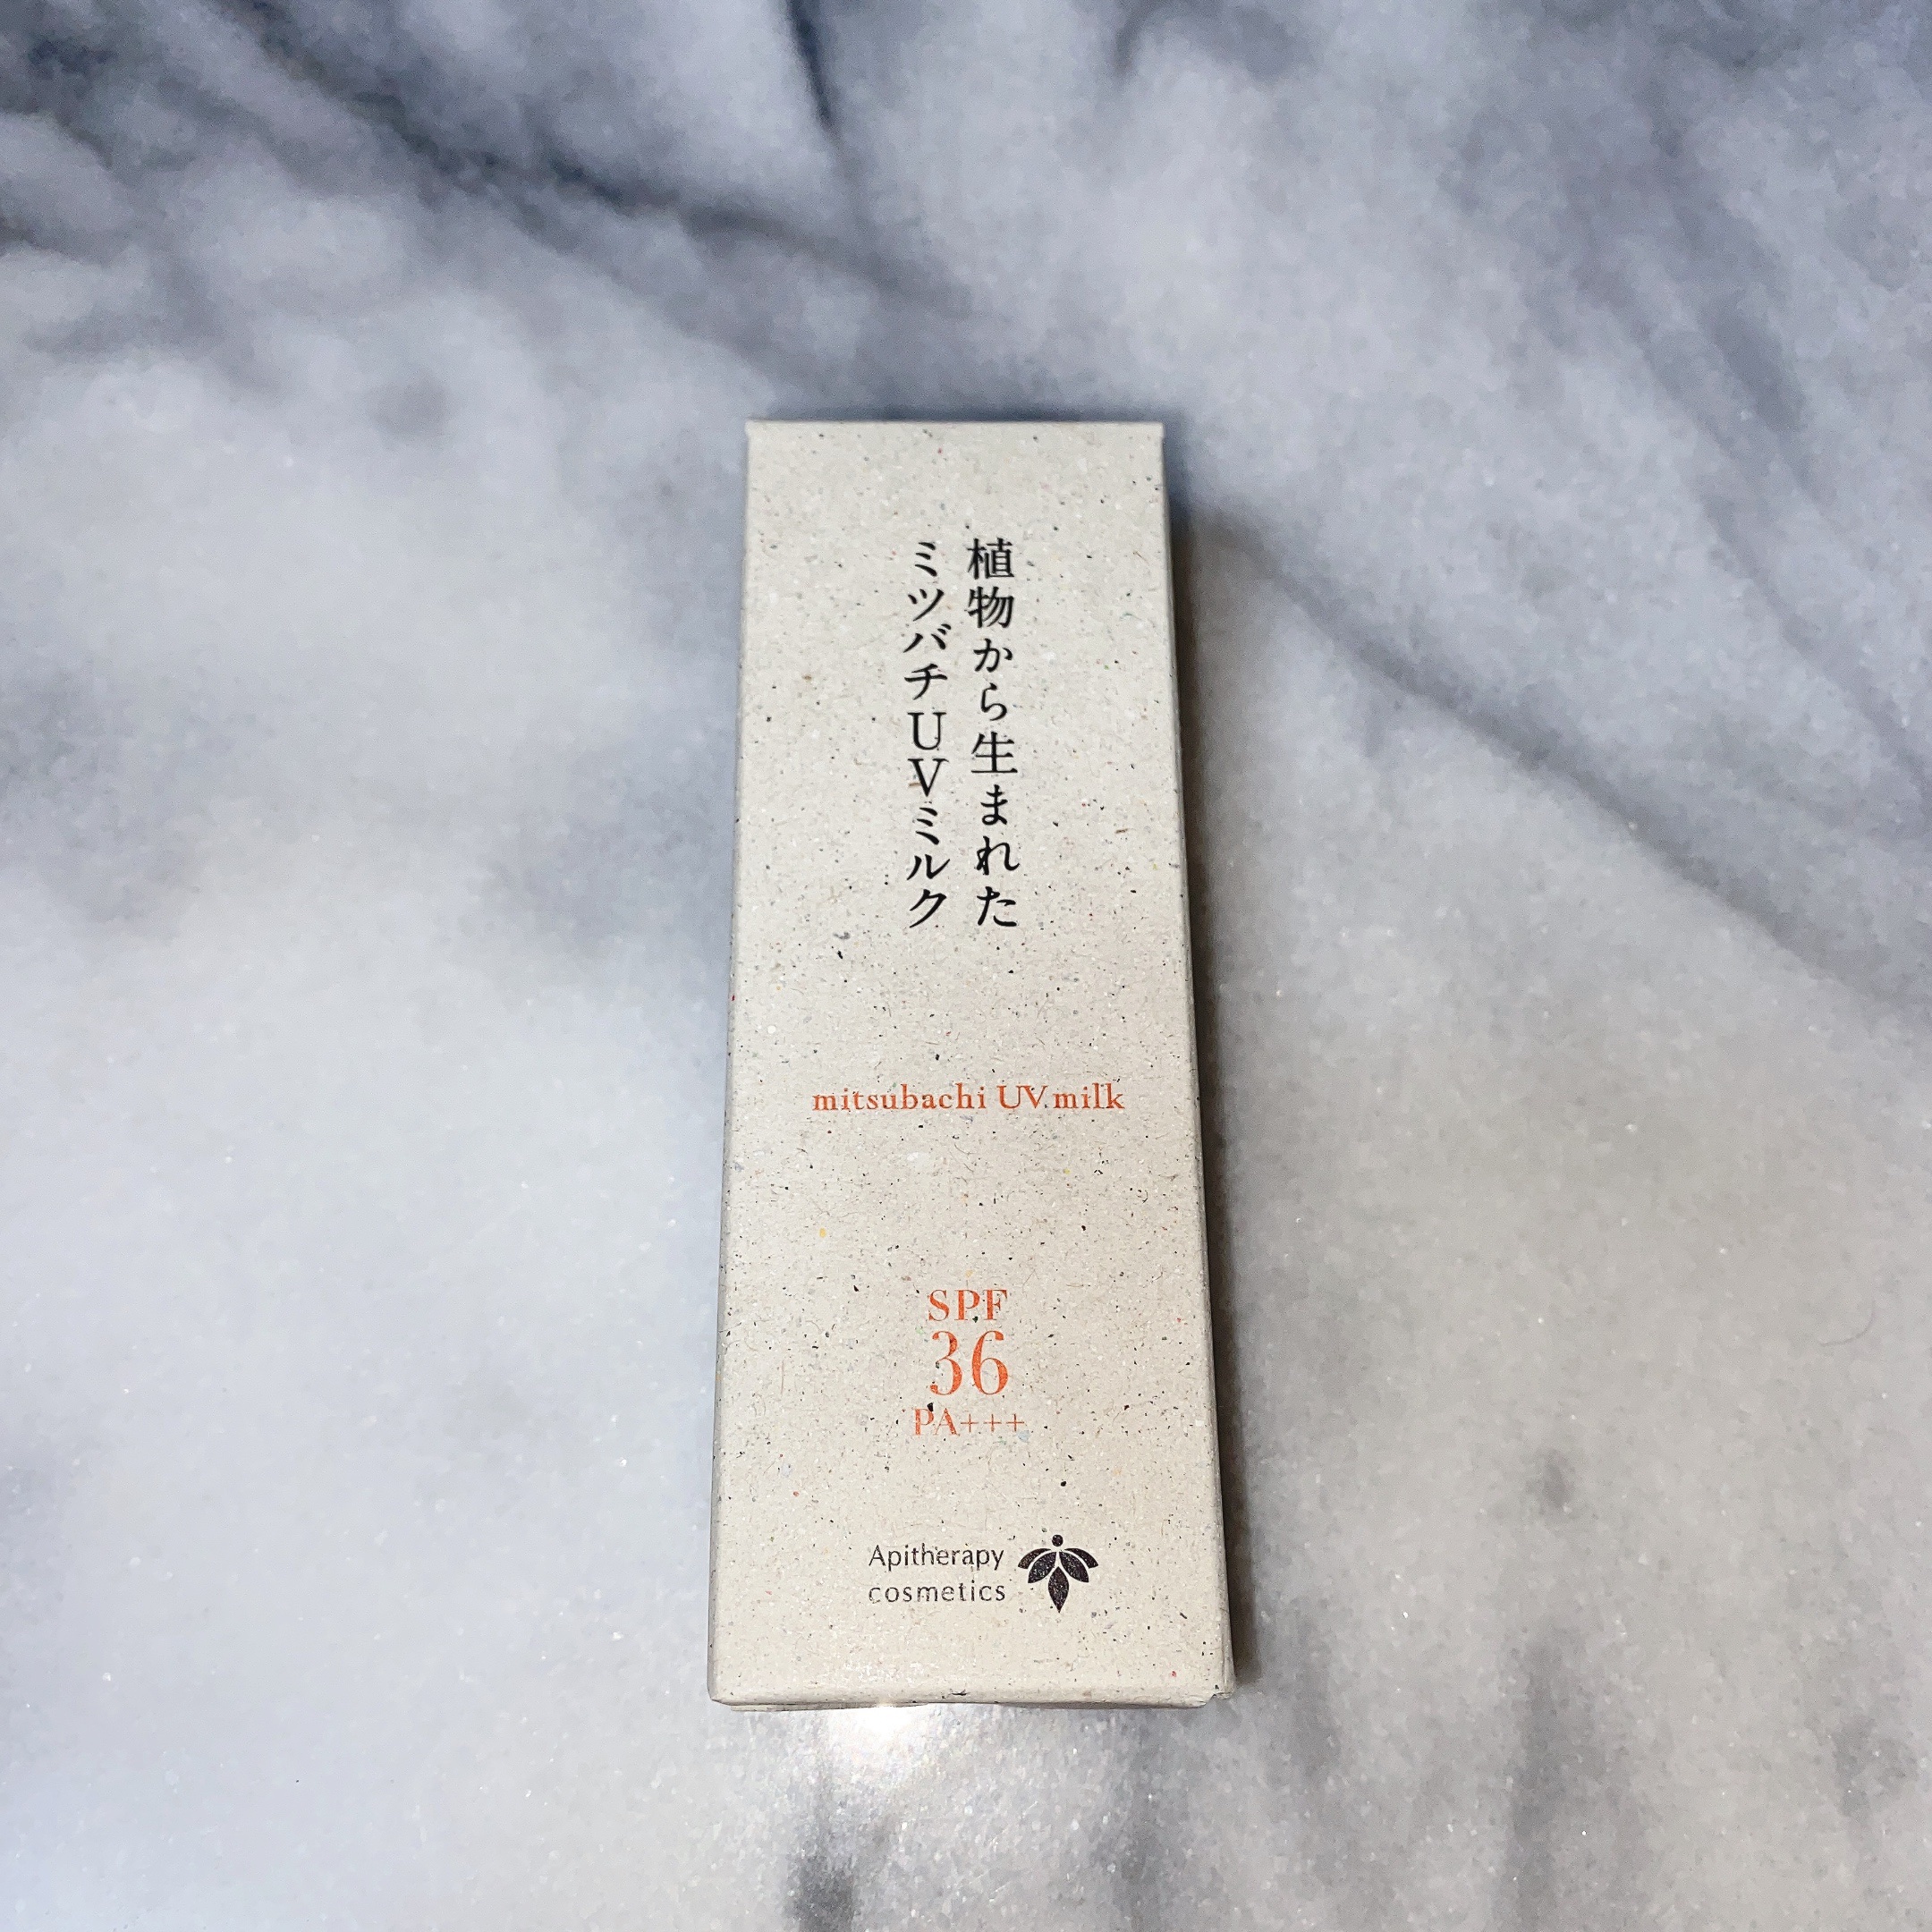 植物から生まれた
ミツバチUVミルク
mitsubachi UV milk
SPF
36
PA+++
Apitherapy
cosmetics